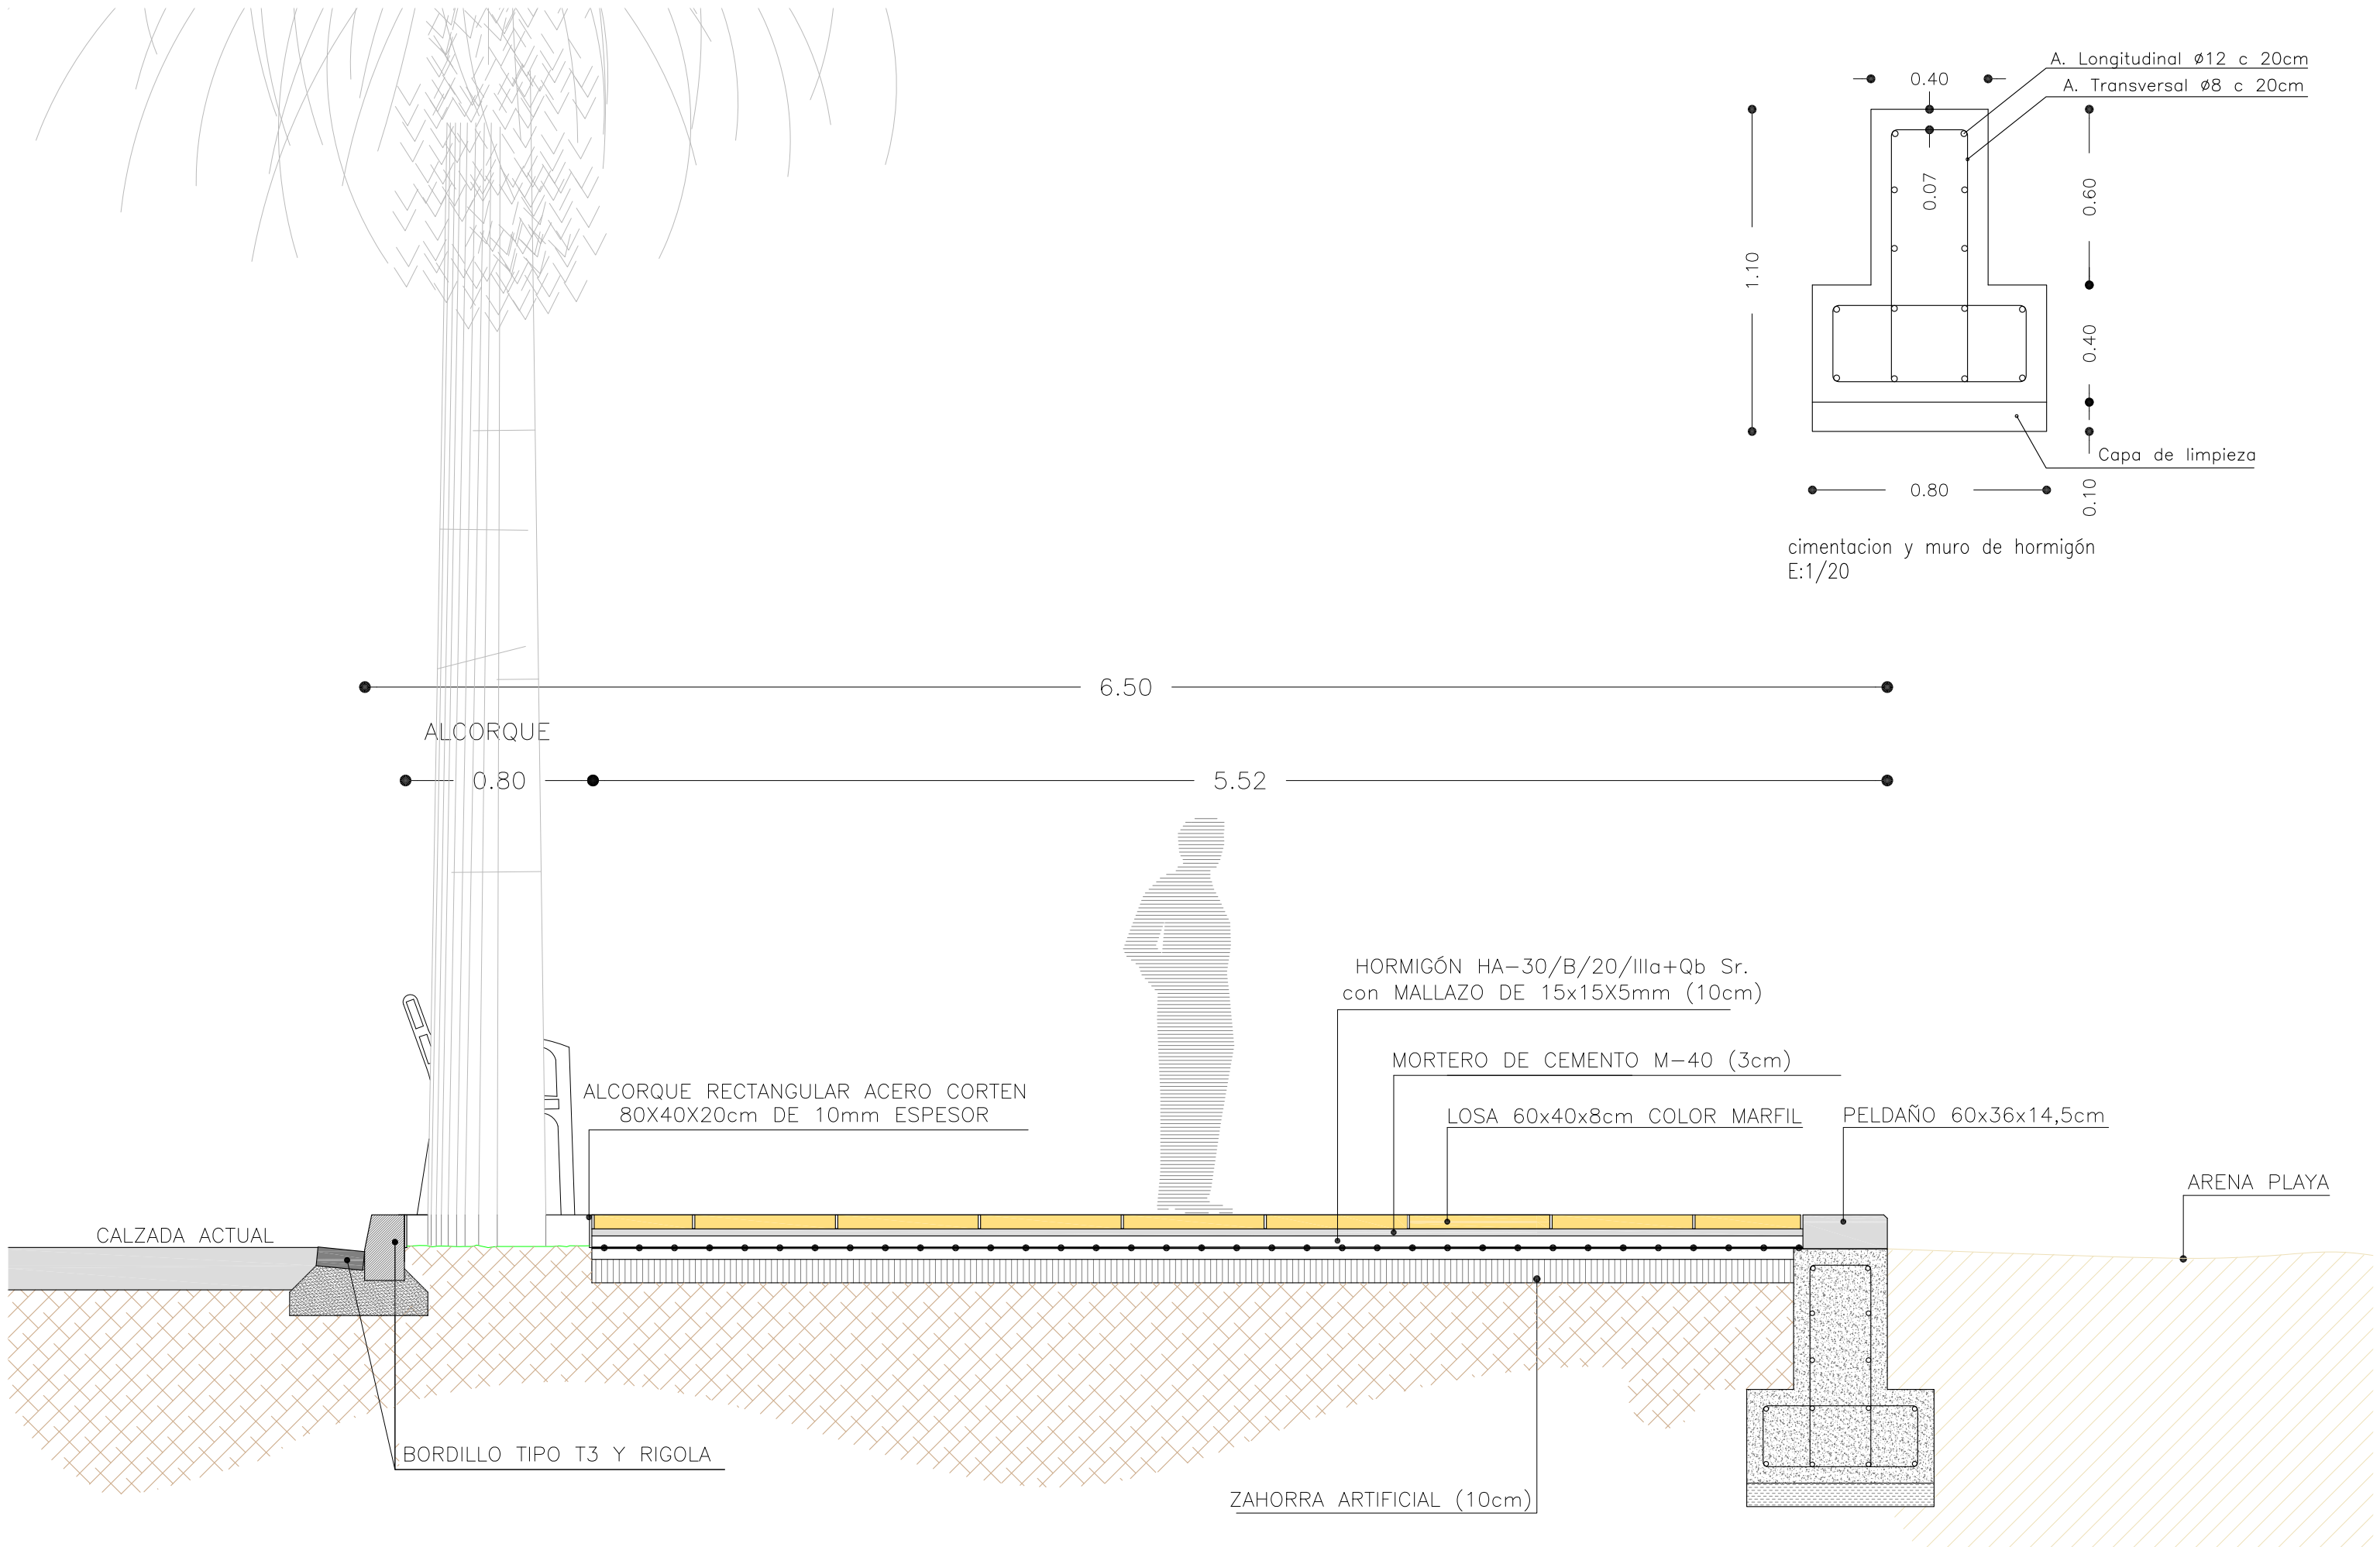 A. Longitudinal Ø12 c 20cm
0.40
A. Transversal Ø8 c 20cm
0.07
0.60
1.10
0.40
Capa de limpieza
0.80
0.10
cimentacion y muro de hormigón
E:1/20
6.50
ALCORQUE
0.80
5.52
HORMIGÓN HA-30/B/20/IIIa+Qb Sr.
con MALLAZO DE 15x15X5mm (10cm)
MORTERO DE CEMENTO M-40 (3cm)
ALCORQUE RECTANGULAR ACERO CORTEN
80X40X20cm DE 10mm ESPESOR
LOSA 60x40x8cm COLOR MARFIL
PELDAÑO 60x36x14,5cm
ARENA PLAYA
CALZADA ACTUAL
BORDILLO TIPO T3 Y RIGOLA
ZAHORRA ARTIFICIAL (10cm)